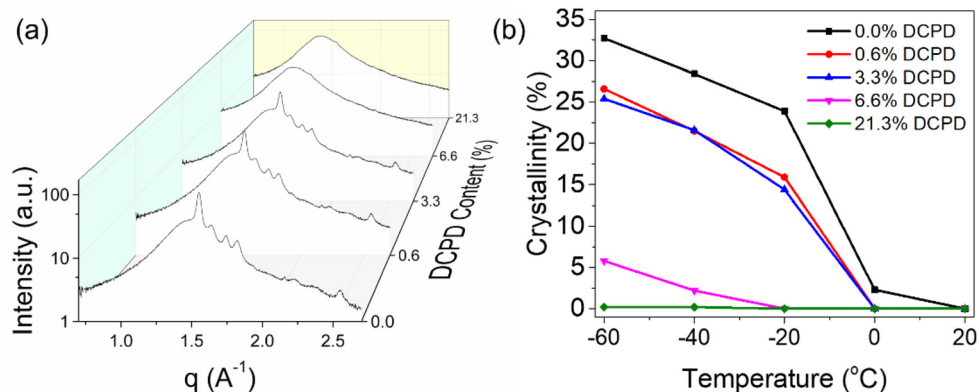 (a)
Intensity (a.u.)
100
10
1
1.0
1.5
2.0
2.5
q (A-1)
0.0
0.6
3.3
6.6
21.3
DCPD Content (%)
(b)
Crystallinity (%)
35
30
25
20
15
10
5
0
-60
-40
-20
0
20
Temperature (oC)
0.0% DCPD
0.6% DCPD
3.3% DCPD
6.6% DCPD
21.3% DCPD